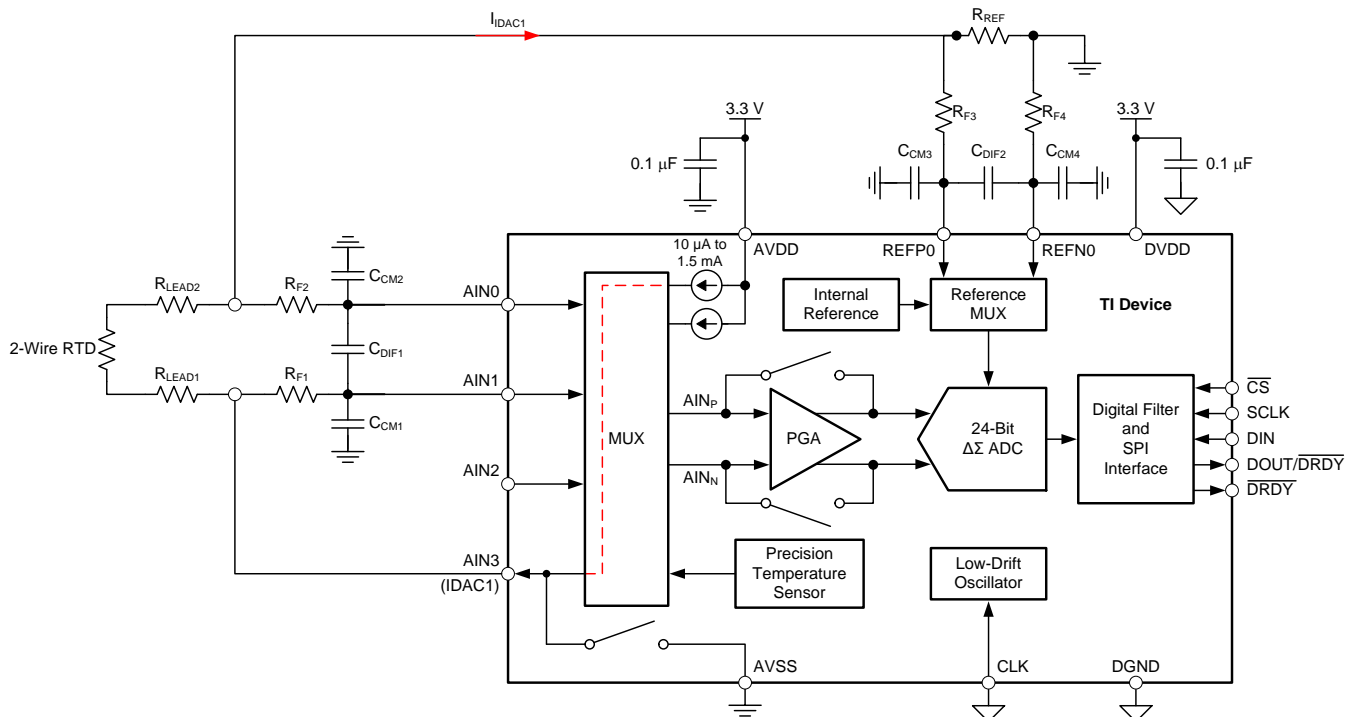 I_IDAC1
R_REF
3.3 V
3.3 V
R_F3
R_F4
0.1 μF
C_CM3
C_DIF2
C_CM4
0.1 μF
10 μA to
1.5 mA
AVDD
REFP0
REFN0
DVDD
C_CM2
R_LEAD2
R_F2
AIN0
Internal
Reference
Reference
MUX
TI Device
2-Wire RTD
C_DIF1
R_LEAD1
R_F1
AIN1
C_CM1
MUX
AIN_P
AIN_N
PGA
24-Bit
ΔΣ ADC
Digital Filter
and
SPI
Interface
C̅S̅
SCLK
DIN
DOUT/D̅R̅D̅Y̅
D̅R̅D̅Y̅
AIN2
AIN3
(IDAC1)
Precision
Temperature
Sensor
Low-Drift
Oscillator
AVSS
CLK
DGND